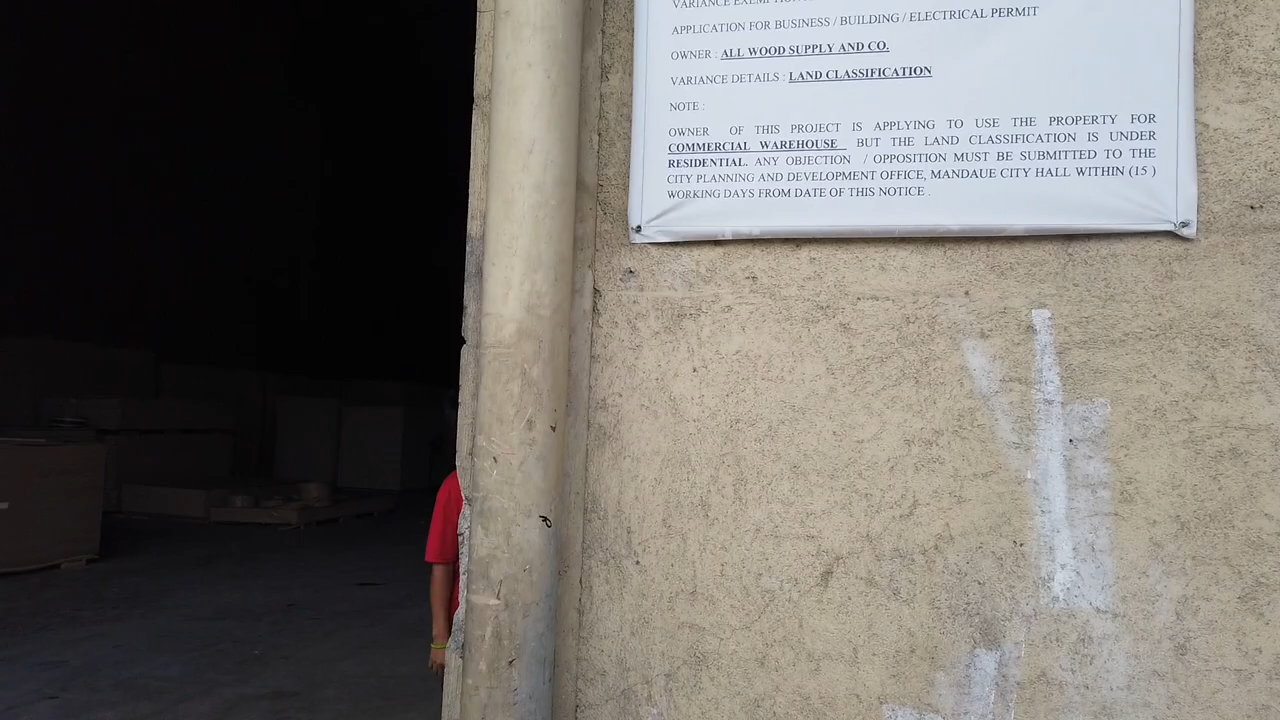 VARIANCE EXEMPTION
APPLICATION FOR BUSINESS / BUILDING / ELECTRICAL PERMIT
OWNER : ALL WOOD SUPPLY AND CO.
VARIANCE DETAILS : LAND CLASSIFICATION
NOTE :
OWNER OF THIS PROJECT IS APPLYING TO USE THE PROPERTY FOR
COMMERCIAL WAREHOUSE BUT THE LAND CLASSIFICATION IS UNDER
RESIDENTIAL. ANY OBJECTION / OPPOSITION MUST BE SUBMITTED TO THE
CITY PLANNING AND DEVELOPMENT OFFICE, MANDAUE CITY HALL WITHIN (15 )
WORKING DAYS FROM DATE OF THIS NOTICE .